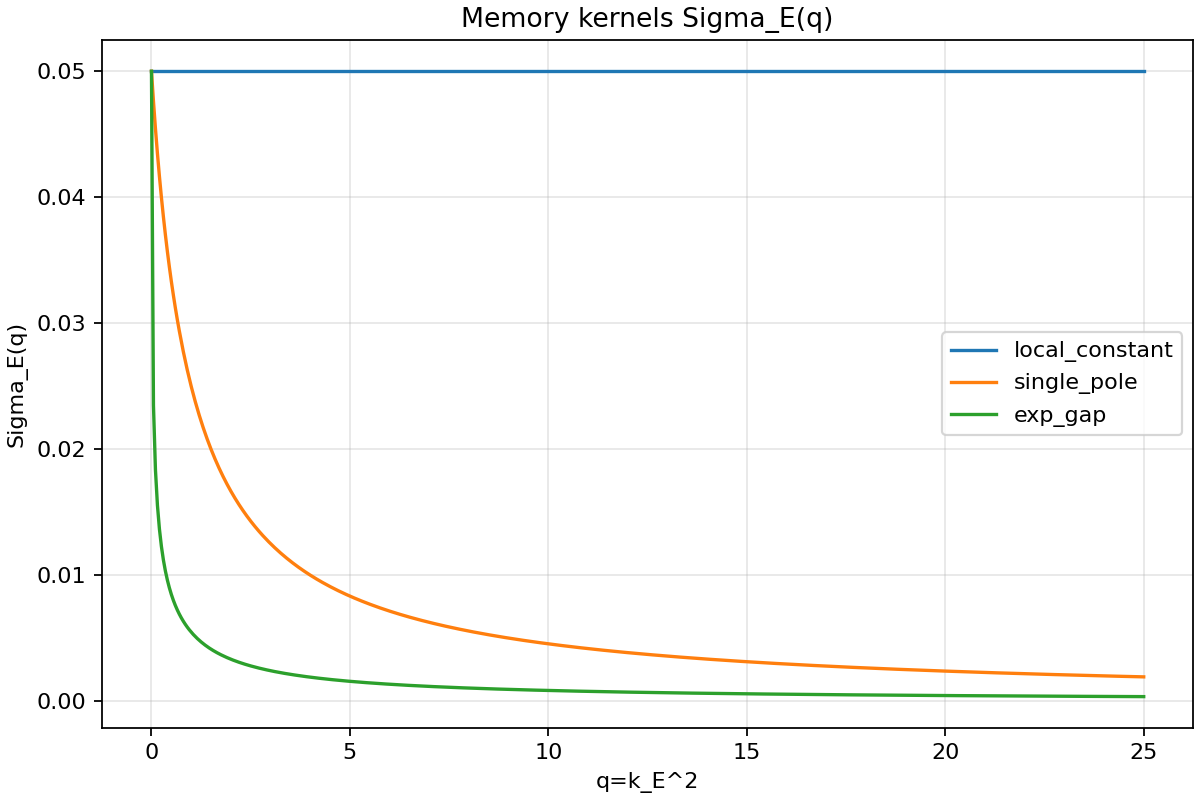 Memory kernels Sigma_E(q)
Sigma_E(q)
0.05
0.04
0.03
0.02
0.01
0.00
local_constant
single_pole
exp_gap
0
5
10
15
20
25
q=k_E^2